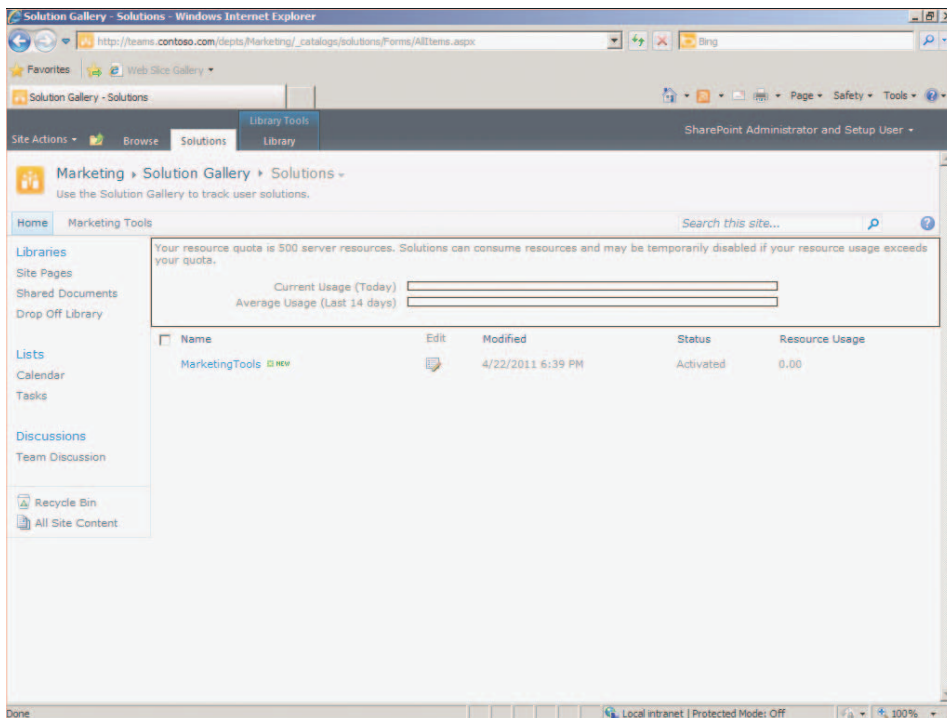 Solution Gallery - Solutions - Windows Internet Explorer
http://teams.contoso.com/depts/Marketing/_catalogs/solutions/Forms/AllItems.aspx
Bing
Favorites Web Slice Gallery
Solution Gallery - Solutions
Page Safety Tools
Library Tools
Site Actions Browse Solutions Library
SharePoint Administrator and Setup User
Marketing Solution Gallery Solutions
Use the Solution Gallery to track user solutions.
Home Marketing Tools Search this site...
Libraries
Site Pages
Shared Documents
Drop Off Library
Lists
Calendar
Tasks
Discussions
Team Discussion
Recycle Bin
All Site Content
Your resource quota is 500 server resources. Solutions can consume resources and may be temporarily disabled if your resource usage exceeds
your quota.
Current Usage (Today)
Average Usage (Last 14 days)
Name Edit Modified Status Resource Usage
MarketingTools NEW 4/22/2011 6:39 PM Activated 0.00
Done Local intranet | Protected Mode: Off 100%